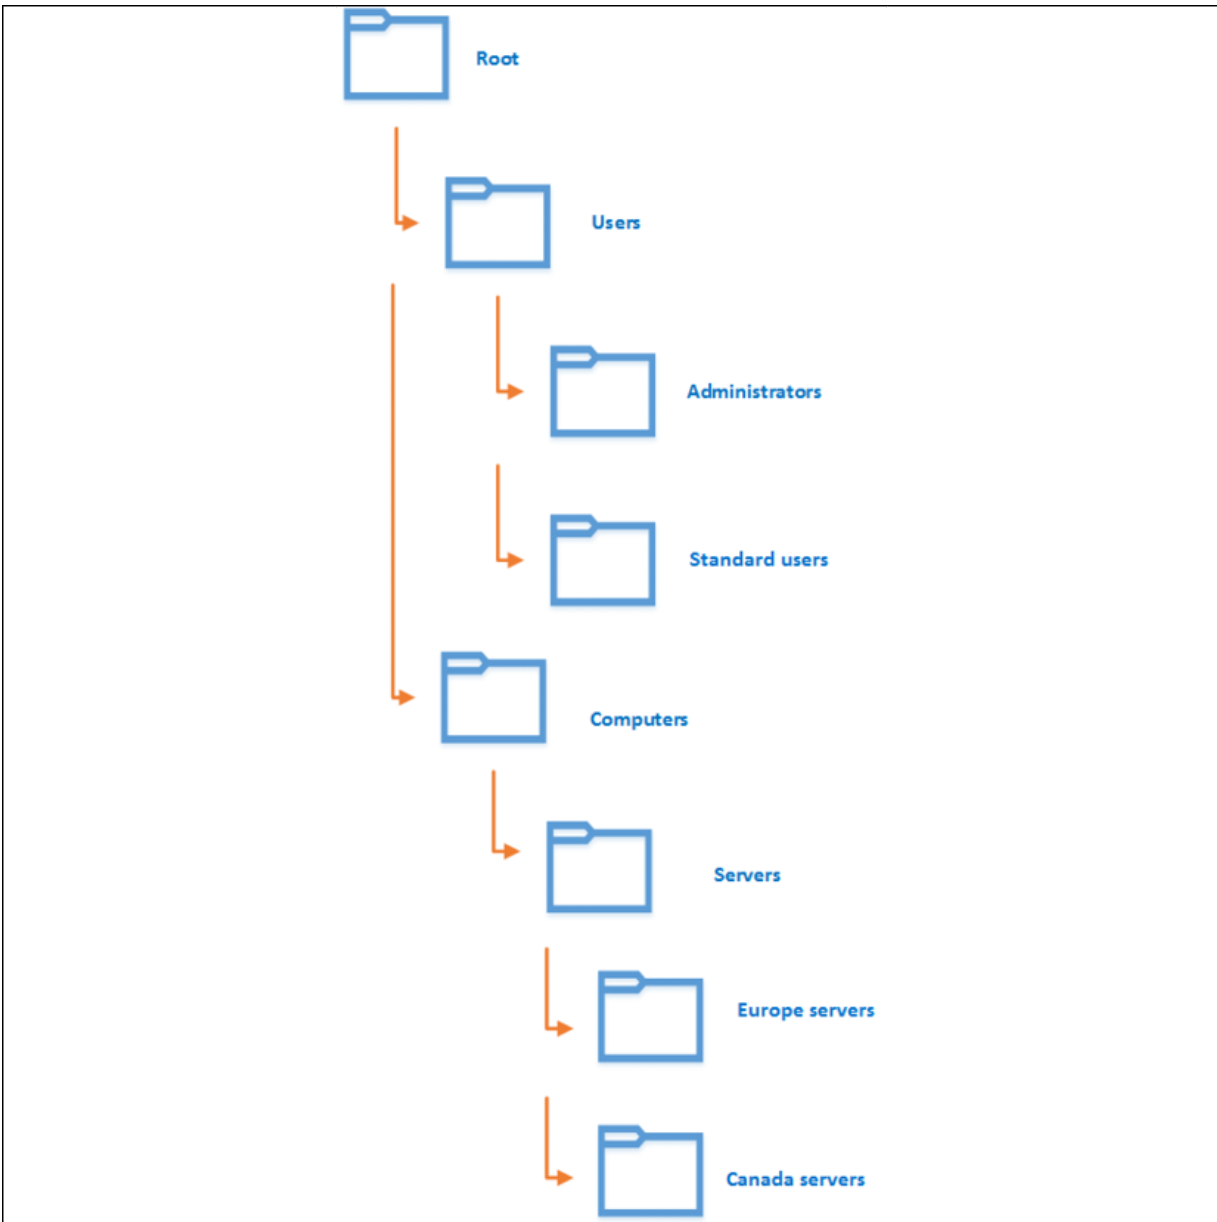 Root
Users
Administrators
Standard users
Computers
Servers
Europe servers
Canada servers